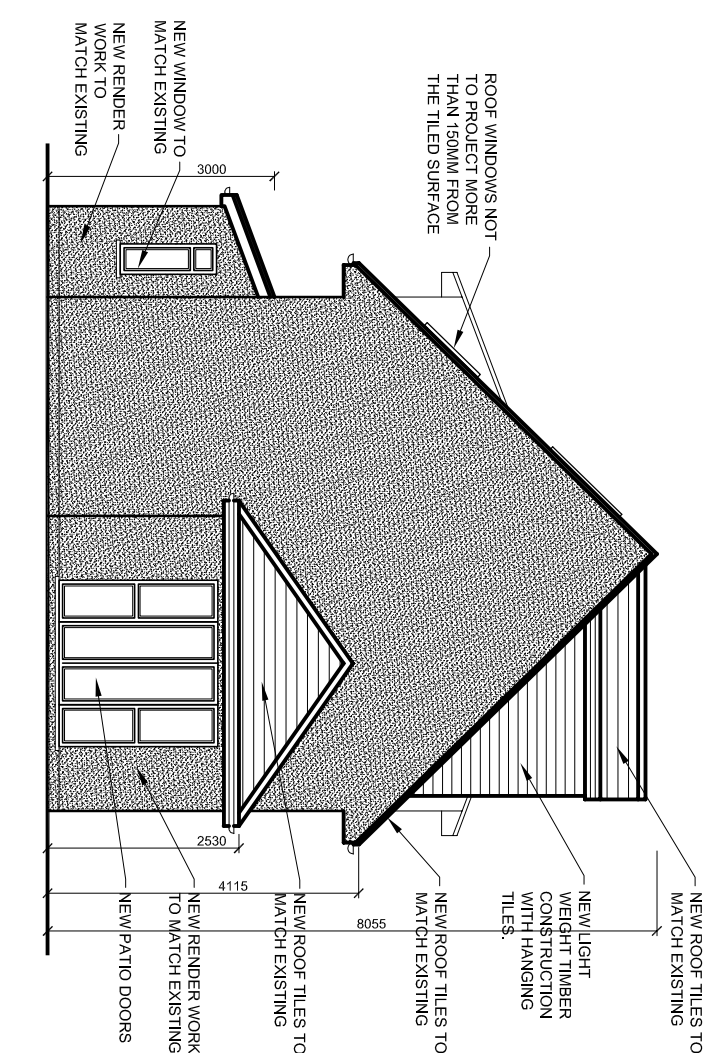 ROOF WINDOWS NOT
TO PROJECT MORE
THAN 150MM FROM
THE TILED SURFACE
NEW WINDOW TO
MATCH EXISTING
NEW RENDER
WORK TO
MATCH EXISTING
3000
NEW ROOF TILES TO
MATCH EXISTING
NEW LIGHT
WEIGHT TIMBER
CONSTRUCTION
WITH HANGING
TILES.
NEW ROOF TILES TO
MATCH EXISTING
NEW ROOF TILES TO
MATCH EXISTING
NEW RENDER WORK
TO MATCH EXISTING
NEW PATIO DOORS
2530
4115
8055